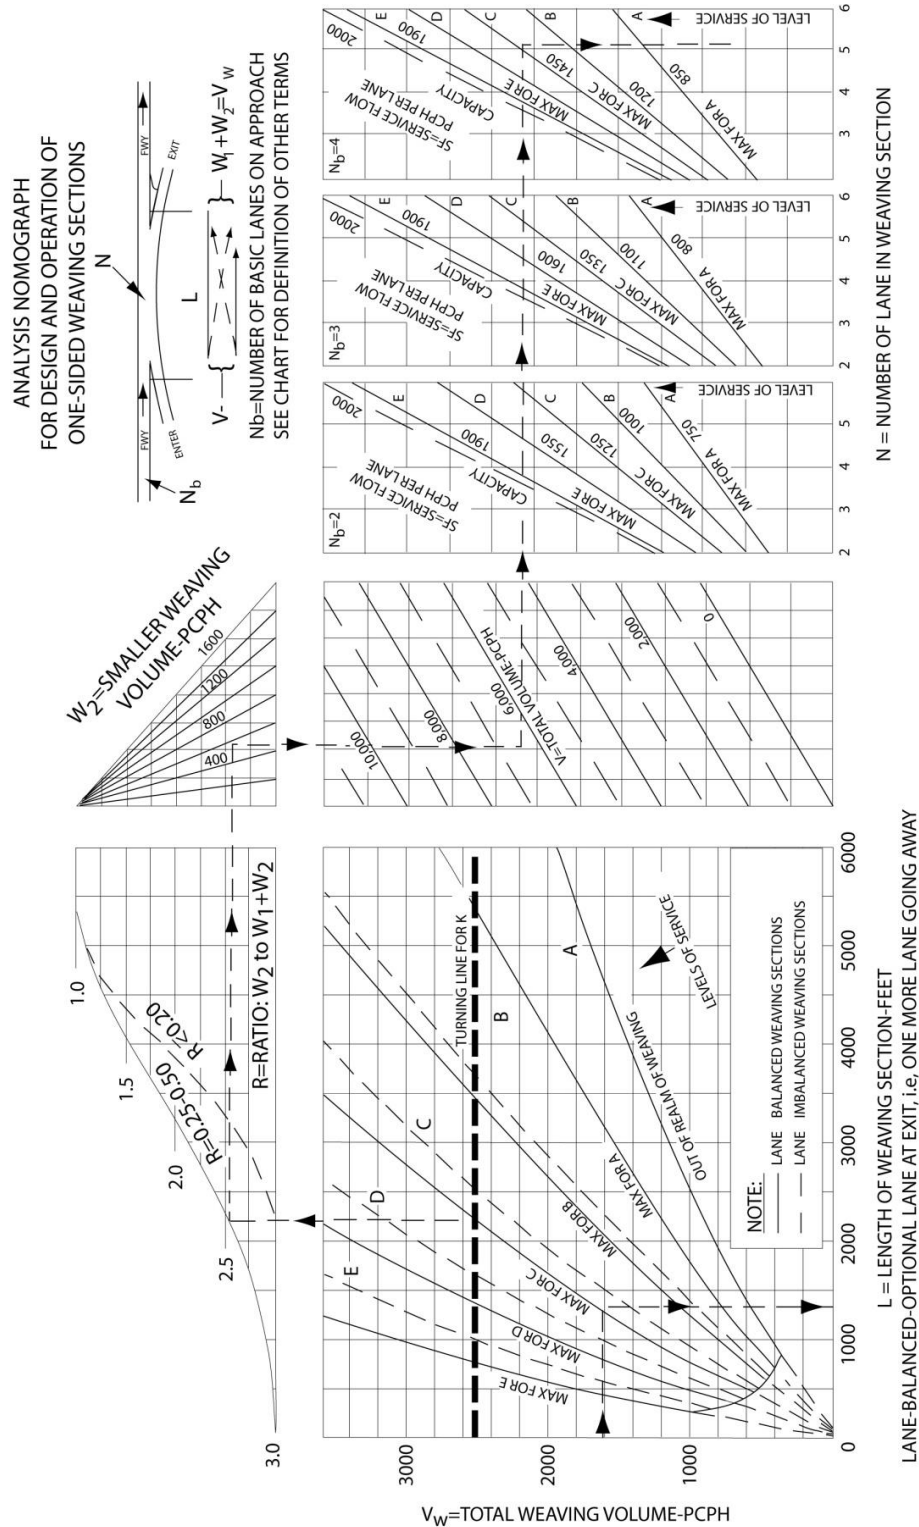 ANALYSIS NOMOGRAPH
FOR DESIGN AND OPERATION OF
ONE-SIDED WEAVING SECTIONS
N
Nb
FWY
FWY
ENTER
EXIT
L
V-
W1+W2=VW
Nb=NUMBER OF BASIC LANES ON APPROACH
SEE CHART FOR DEFINITION OF OTHER TERMS
W2=SMALLER WEAVING
VOLUME-PCPH
400
800
1200
1600
1.0
1.5
2.0
2.5
3.0
R=0.25-0.50
R<0.20
R=RATIO: W2 to W1+W2
VW=TOTAL WEAVING VOLUME-PCPH
3000
2000
1000
0
1000
2000
3000
4000
5000
6000
TURNING LINE FOR K
E
D
C
B
A
MAX FOR E
MAX FOR D
MAX FOR C
MAX FOR B
MAX FOR A
OUT OF REALM OF WEAVING
LEVELS OF SERVICE
NOTE:
LANE BALANCED WEAVING SECTIONS
LANE IMBALANCED WEAVING SECTIONS
L = LENGTH OF WEAVING SECTION-FEET
LANE-BALANCED-OPTIONAL LANE AT EXIT, i.e, ONE MORE LANE GOING AWAY
10,000
8,000
6,000
V=TOTAL VOLUME-PCPH
4,000
2,000
0
Nb=2
SF=SERVICE FLOW
PCPH PER LANE
CAPACITY
MAX FOR E
MAX FOR C
MAX FOR A
2000
1900
1550
1250
1000
750
E
D
C
B
A
LEVEL OF SERVICE
2
3
4
5
Nb=3
SF=SERVICE FLOW
PCPH PER LANE
CAPACITY
MAX FOR E
MAX FOR C
MAX FOR A
2000
1900
1600
1350
1100
800
E
D
C
B
A
LEVEL OF SERVICE
2
3
4
5
6
Nb=4
SF=SERVICE FLOW
PCPH PER LANE
CAPACITY
MAX FOR E
MAX FOR C
MAX FOR A
2000
1900
1450
1200
850
E
D
C
B
A
LEVEL OF SERVICE
3
4
5
6
N = NUMBER OF LANE IN WEAVING SECTION